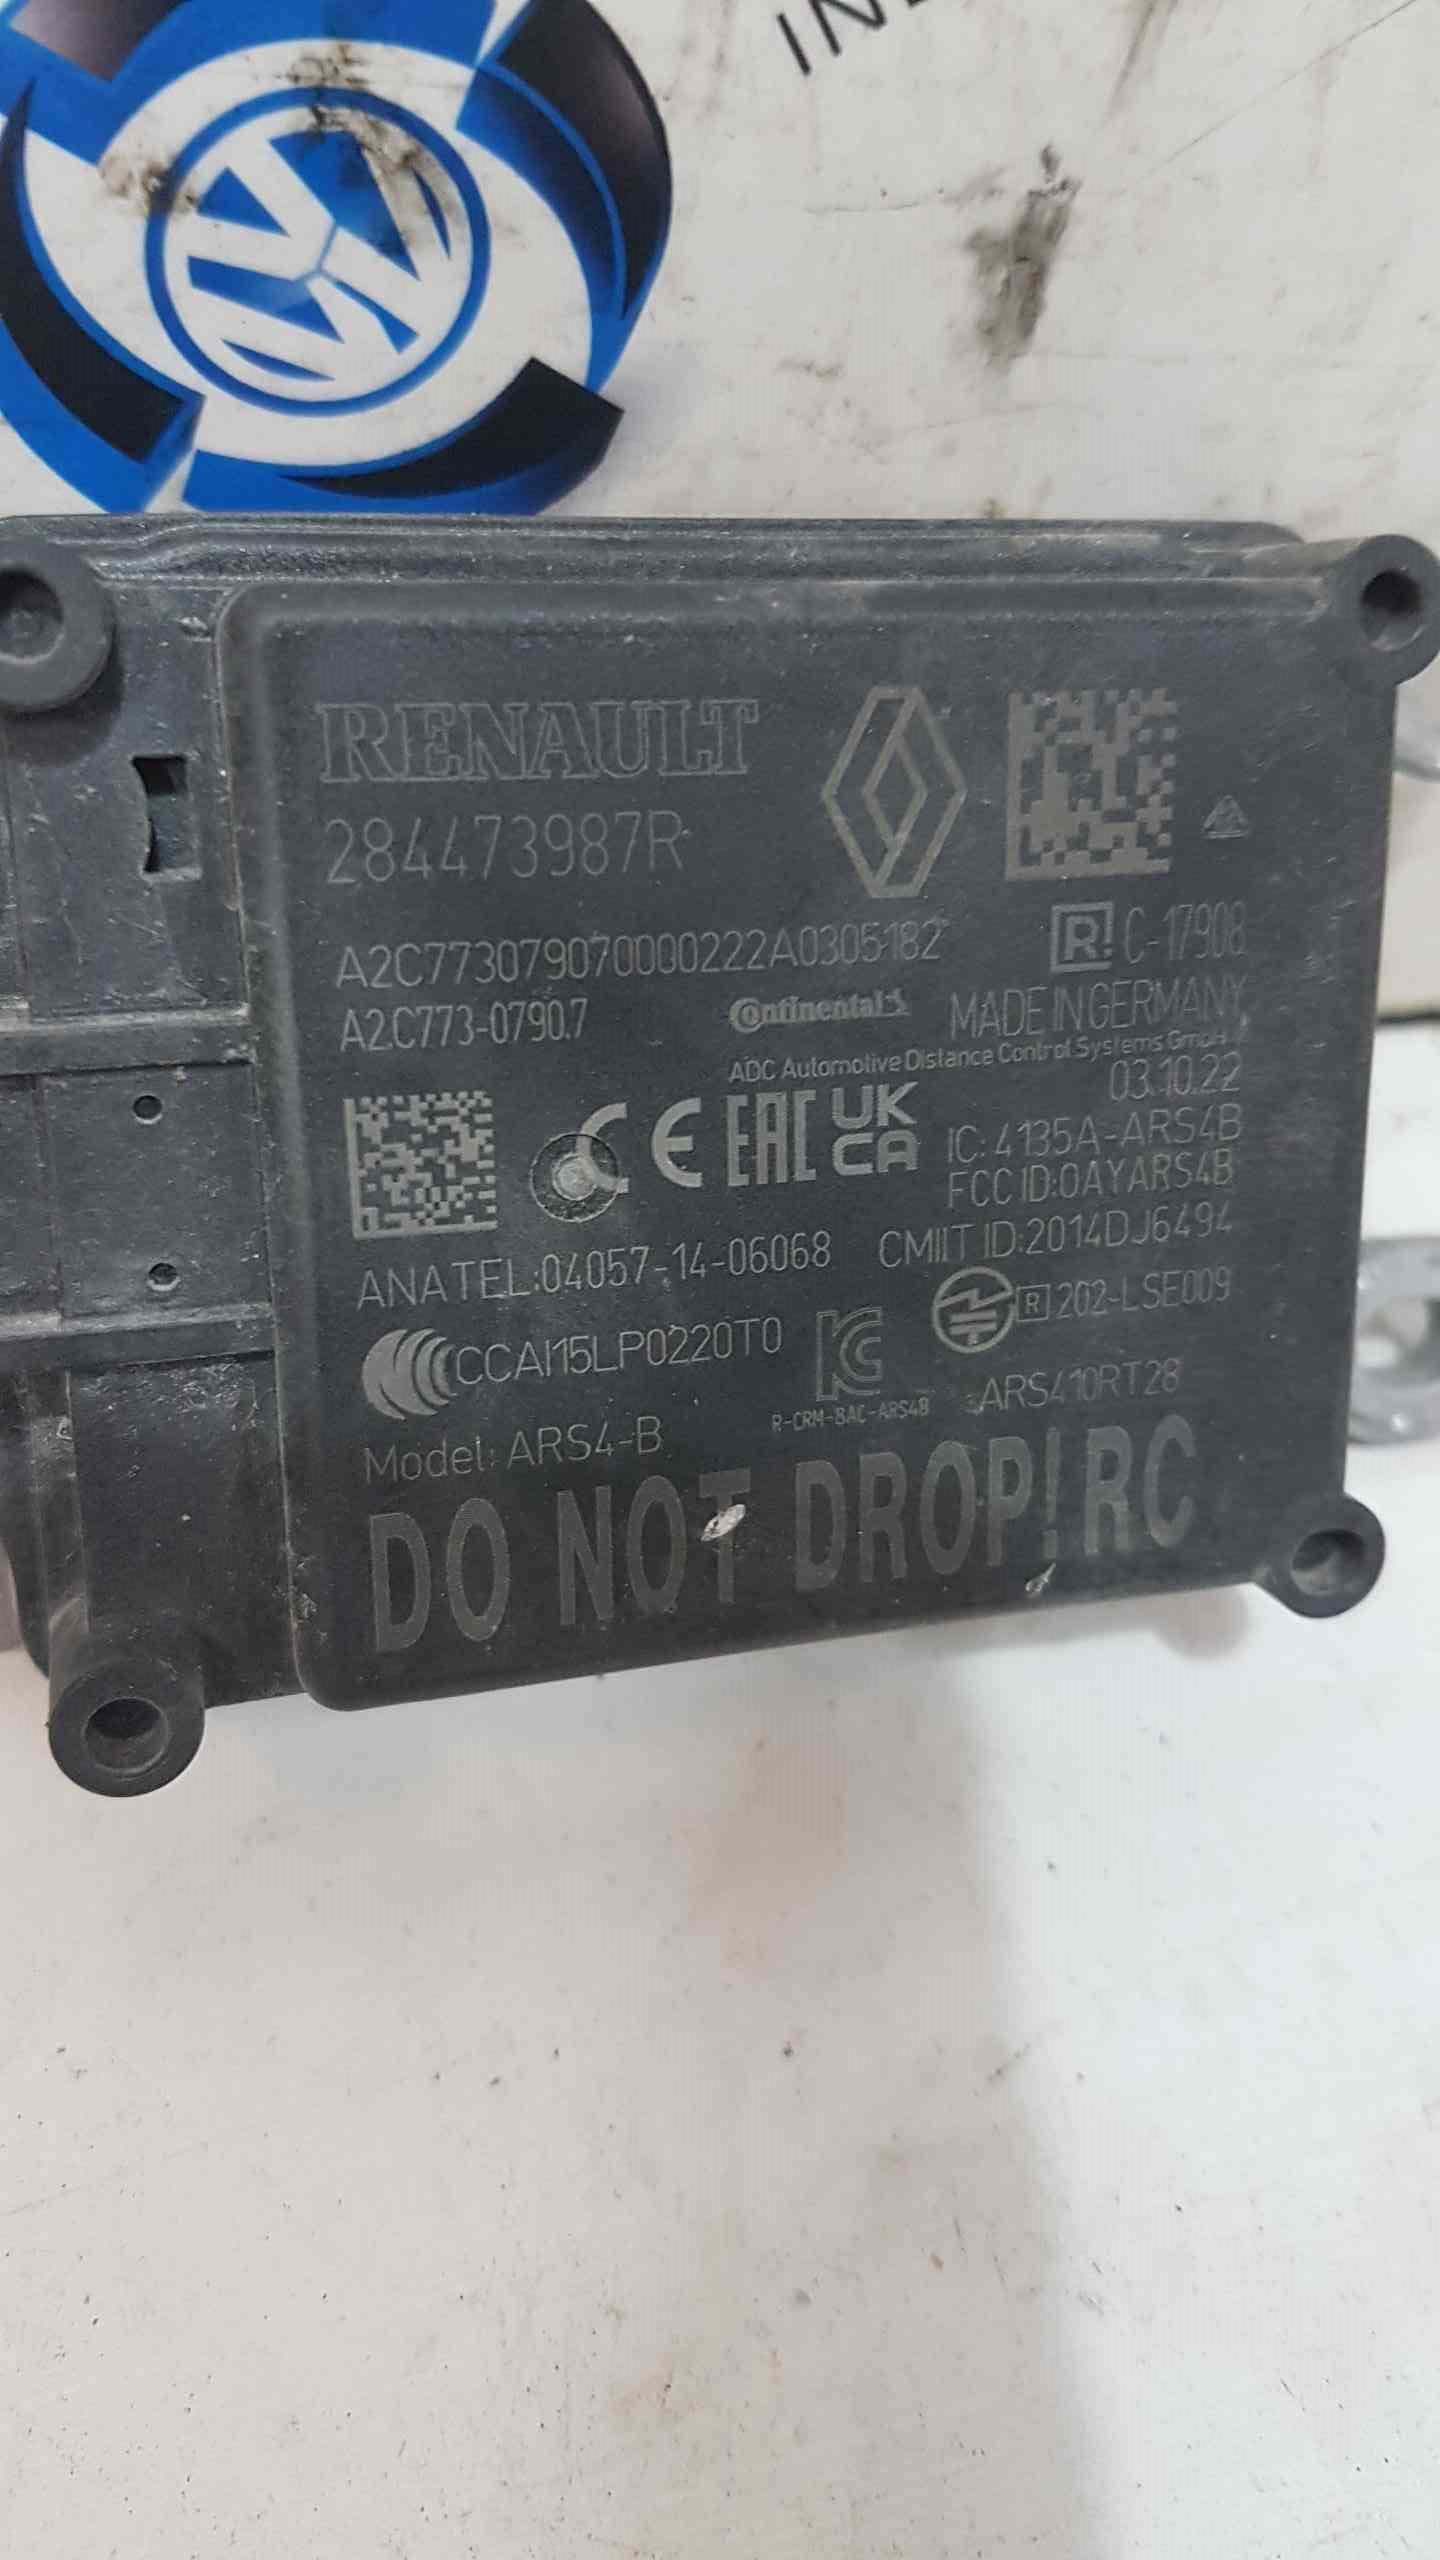 RENAULT
284473987R
A2C7730790700000222A0305182
R! C-17908
A2C773-0790.7
Continental
MADE IN GERMANY
ADC Automotive Distance Control Systems GmbH
03.10.22
CE EAC UK CA
IC: 4135A-ARS4B
FCC ID:OAYARS4B
ANATEL:04057-14-06068
CMIIT ID:2014DJ6494
CCAI15LP0220T0
R 202-LSE009
R-CRM-BAC-ARS4B
ARS410RT28
Model: ARS4-B
DO NOT DROP! RC